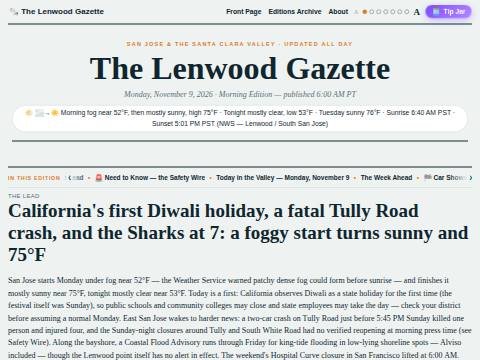 The Lenwood Gazette
Front Page Editions Archive About A A Tip Jar
SAN JOSE & THE SANTA CLARA VALLEY · UPDATED ALL DAY
The Lenwood Gazette
Monday, November 9, 2026 · Morning Edition — published 6:00 AM PT
Morning fog near 52°F, then mostly sunny, high 75°F · Tonight mostly clear, low 53°F · Tuesday sunny 76°F · Sunrise 6:40 AM PST ·
Sunset 5:01 PM PST (NWS — Lenwood / South San Jose)
IN THIS EDITION ‹ ead • Need to Know — the Safety Wire • Today in the Valley — Monday, November 9 • The Week Ahead • Car Shows ›
THE LEAD
California's first Diwali holiday, a fatal Tully Road
crash, and the Sharks at 7: a foggy start turns sunny and
75°F
San Jose starts Monday under fog near 52°F — the Weather Service warned patchy dense fog could form before sunrise — and finishes it
mostly sunny near 75°F, tonight mostly clear near 53°F. Today is a first: California observes Diwali as a state holiday for the first time (the
festival itself was Sunday), so public schools and community colleges may close and state employees may take the day — check your district
before assuming a normal Monday. East San Jose wakes to harder news: a two-car crash on Tully Road just before 5:45 PM Sunday killed one
person and injured four, and the Sunday-night closures around Tully and South White Road had no verified reopening at morning press time (see
Safety Wire). Along the bayshore, a Coastal Flood Advisory runs through Friday for king-tide flooding in low-lying shoreline spots — Alviso
included — though the Lenwood point itself has no alert in effect. The weekend's Hospital Curve closure in San Francisco lifted at 6:00 AM.